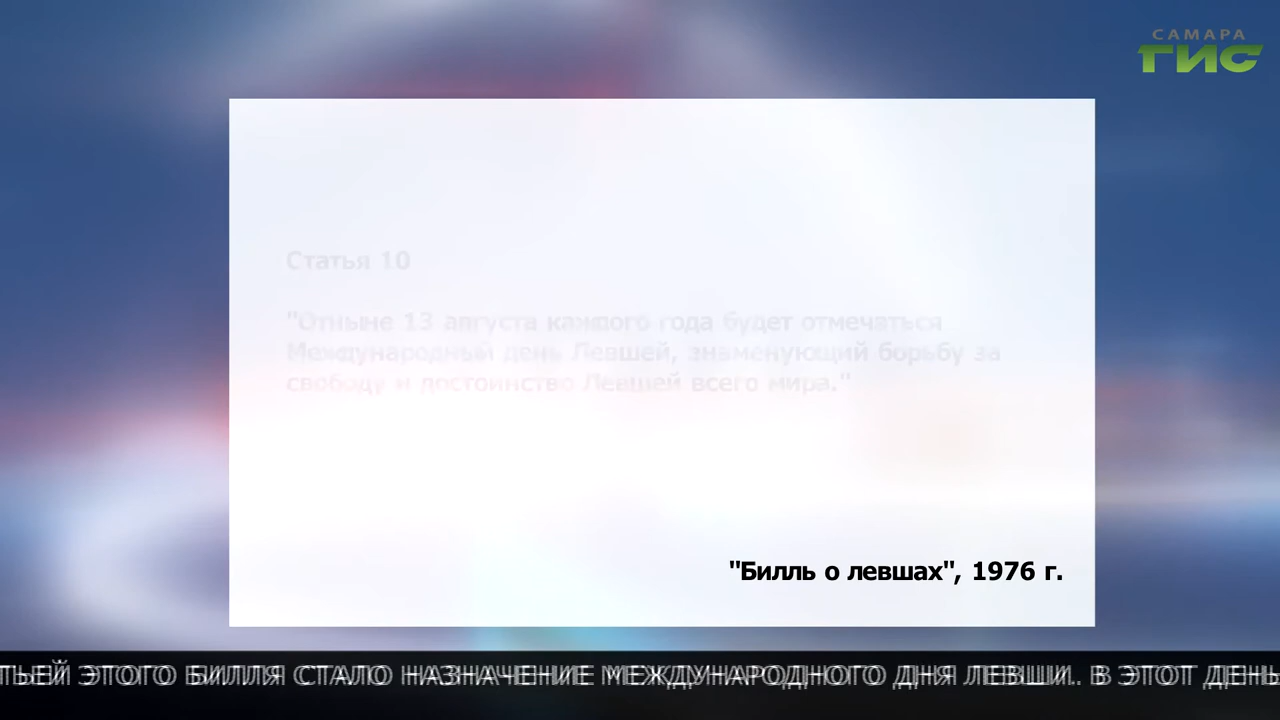 САМАРА
ГИС
Статья 10
"Отныне 13 августа каждого года будет отмечаться
Международный день Левшей, знаменующий борьбу за
свободу и достоинство Левшей всего мира."
"Билль о левшах", 1976 г.
ТЬЕЙ ЭТОГО БИЛЛЯ СТАЛО НАЗНАЧЕНИЕ МЕЖДУНАРОДНОГО ДНЯ ЛЕВШИ.. В ЭТОТ ДЕНЬ